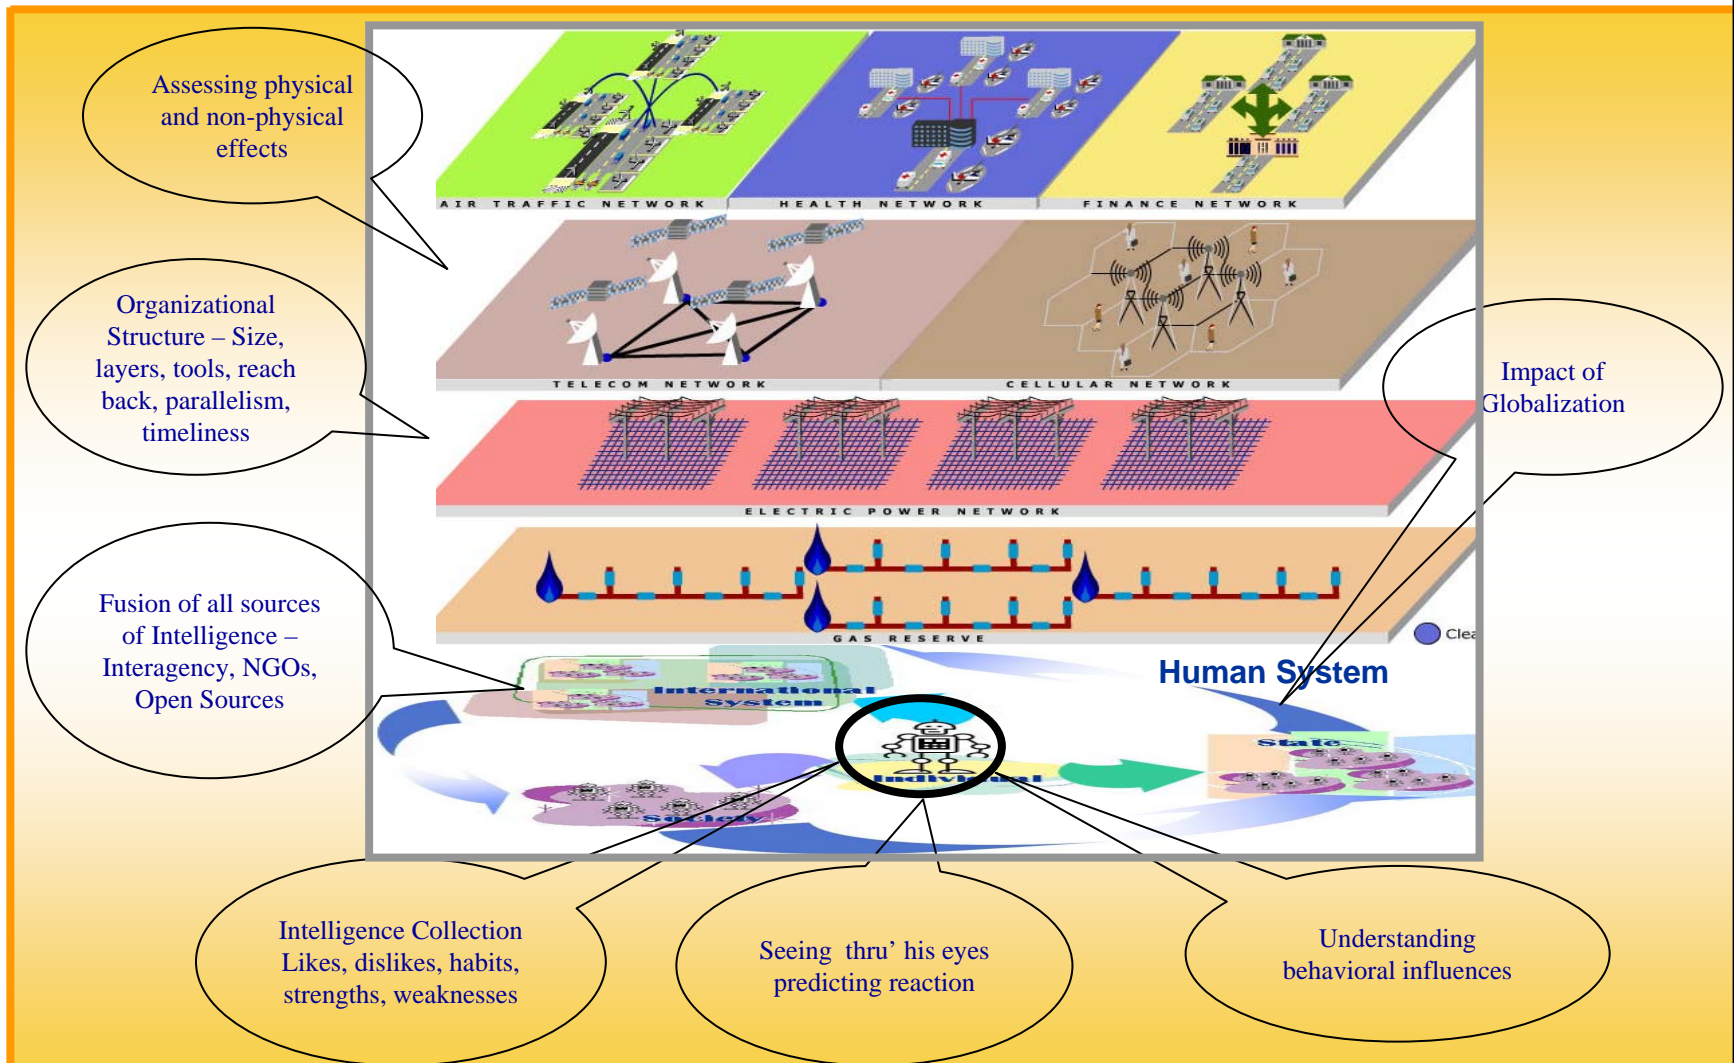 Assessing physical
and non-physical
effects
AIR TRAFFIC NETWORK
HEALTH NETWORK
FINANCE NETWORK
Organizational
Structure – Size,
layers, tools, reach
back, parallelism,
timeliness
TELECOM NETWORK
CELLULAR NETWORK
Impact of
Globalization
ELECTRIC POWER NETWORK
Fusion of all sources
of Intelligence –
Interagency, NGOs,
Open Sources
GAS RESERVE
Clea
Human System
International
System
State
Individual
Society
Intelligence Collection
Likes, dislikes, habits,
strengths, weaknesses
Seeing thru’ his eyes
predicting reaction
Understanding
behavioral influences